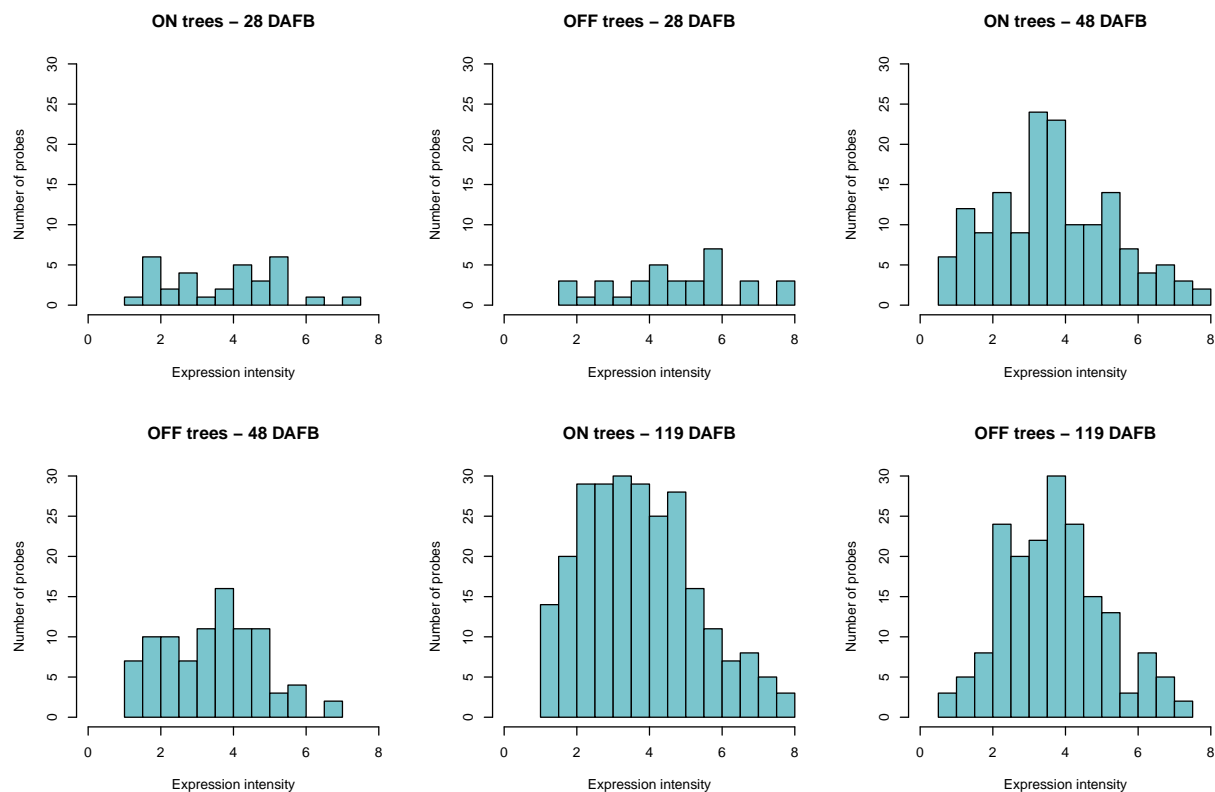 ON trees − 28 DAFB
Number of probes
30
25
20
15
10
5
0
0 2 4 6 8
Expression intensity
OFF trees − 28 DAFB
Number of probes
30
25
20
15
10
5
0
0 2 4 6 8
Expression intensity
ON trees − 48 DAFB
Number of probes
30
25
20
15
10
5
0
0 2 4 6 8
Expression intensity
OFF trees − 48 DAFB
Number of probes
30
25
20
15
10
5
0
0 2 4 6 8
Expression intensity
ON trees − 119 DAFB
Number of probes
30
25
20
15
10
5
0
0 2 4 6 8
Expression intensity
OFF trees − 119 DAFB
Number of probes
30
25
20
15
10
5
0
0 2 4 6 8
Expression intensity